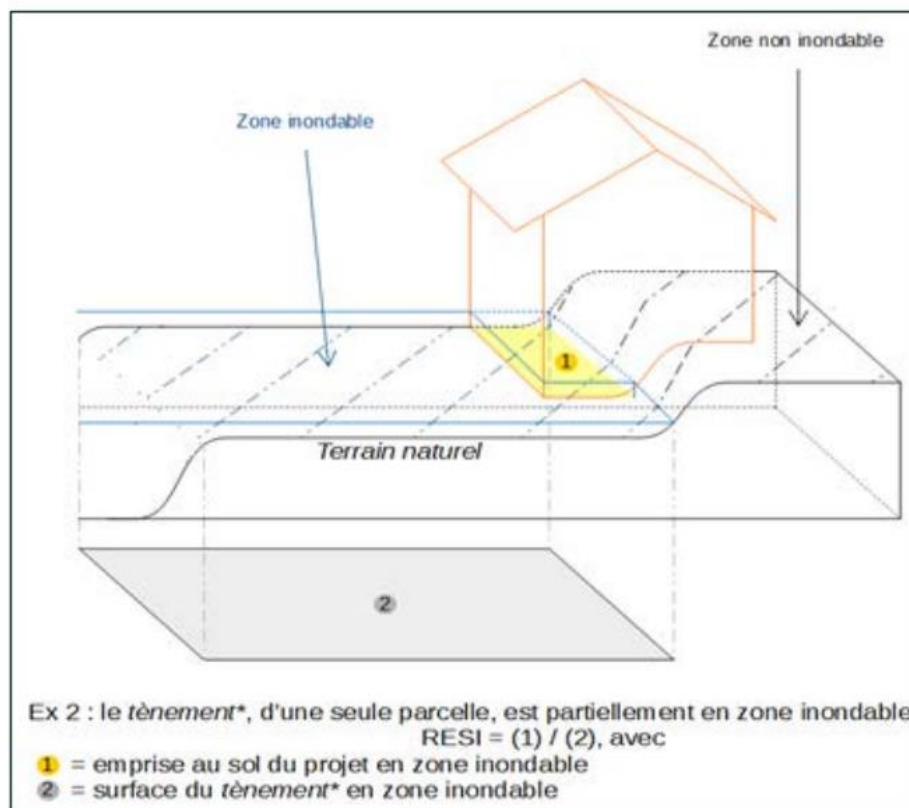 Zone non inondable
Zone inondable
1
Terrain naturel
2
Ex 2 : le tènement*, d'une seule parcelle, est partiellement en zone inondable
RESI = (1) / (2), avec
1 = emprise au sol du projet en zone inondable
2 = surface du tènement* en zone inondable